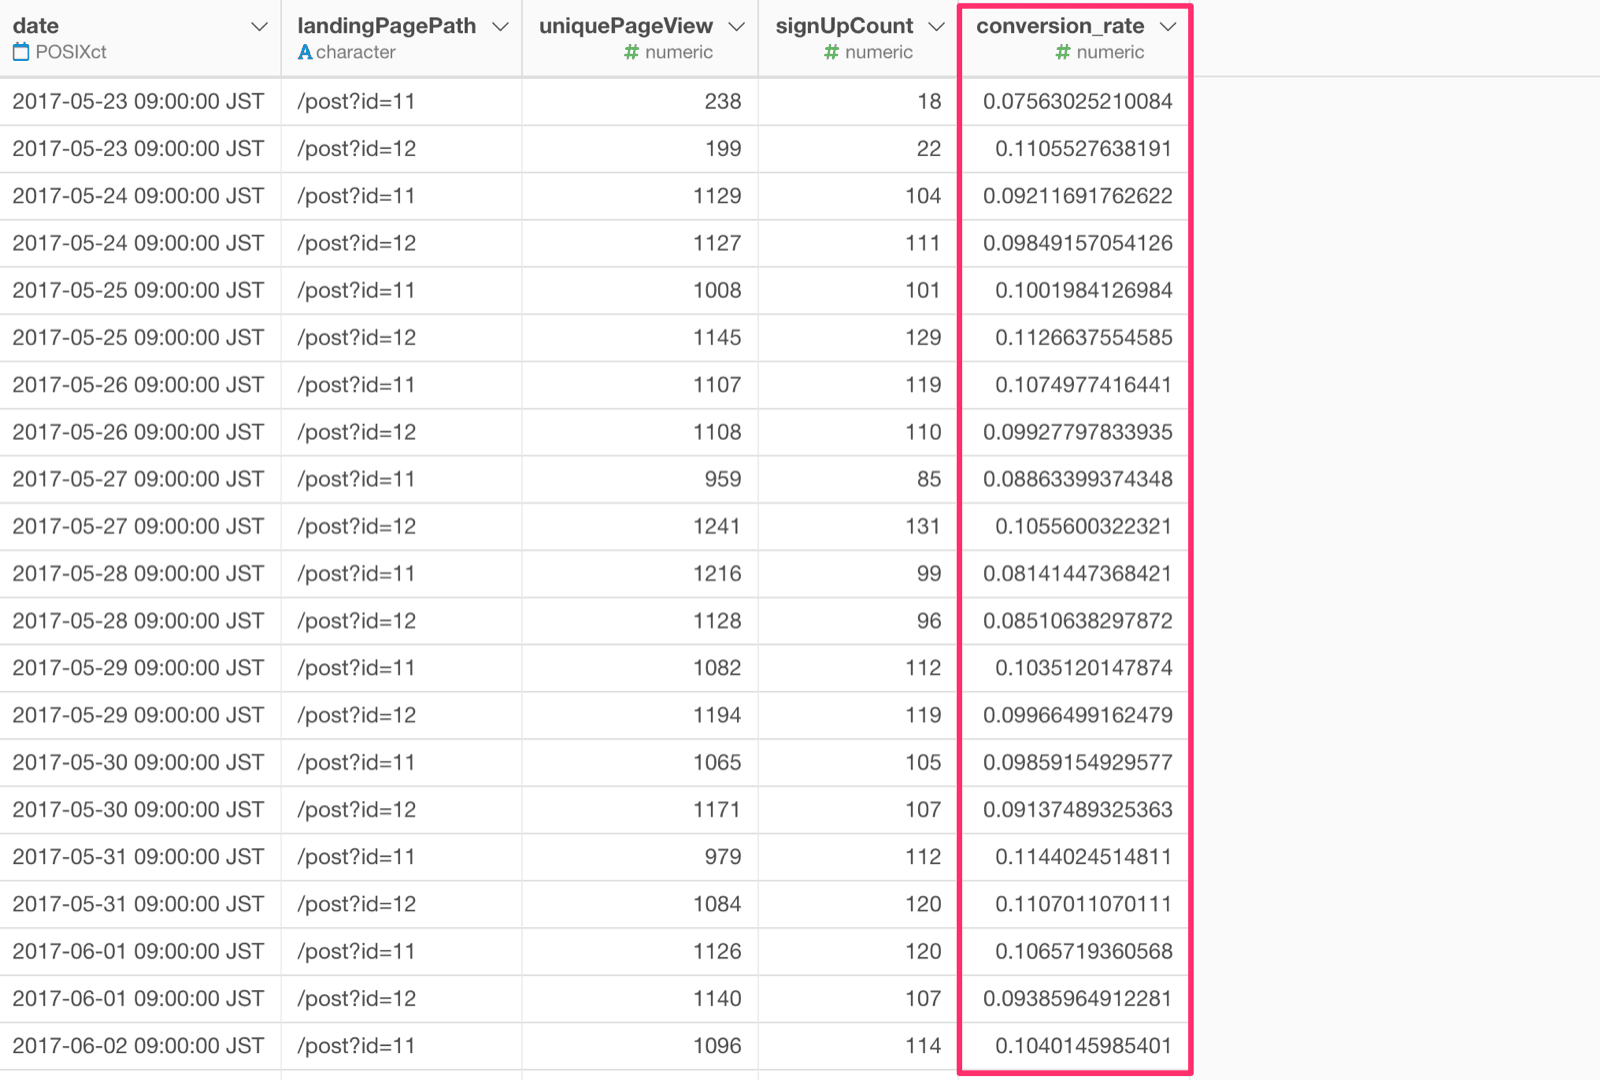 date landingPagePath uniquePageView signUpCount conversion_rate
POSIXct A character # numeric # numeric # numeric
2017-05-23 09:00:00 JST /post?id=11 238 18 0.07563025210084
2017-05-23 09:00:00 JST /post?id=12 199 22 0.1105527638191
2017-05-24 09:00:00 JST /post?id=11 1129 104 0.09211691762622
2017-05-24 09:00:00 JST /post?id=12 1127 111 0.09849157054126
2017-05-25 09:00:00 JST /post?id=11 1008 101 0.1001984126984
2017-05-25 09:00:00 JST /post?id=12 1145 129 0.1126637554585
2017-05-26 09:00:00 JST /post?id=11 1107 119 0.1074977416441
2017-05-26 09:00:00 JST /post?id=12 1108 110 0.09927797833935
2017-05-27 09:00:00 JST /post?id=11 959 85 0.08863399374348
2017-05-27 09:00:00 JST /post?id=12 1241 131 0.1055600322321
2017-05-28 09:00:00 JST /post?id=11 1216 99 0.08141447368421
2017-05-28 09:00:00 JST /post?id=12 1128 96 0.08510638297872
2017-05-29 09:00:00 JST /post?id=11 1082 112 0.1035120147874
2017-05-29 09:00:00 JST /post?id=12 1194 119 0.09966499162479
2017-05-30 09:00:00 JST /post?id=11 1065 105 0.09859154929577
2017-05-30 09:00:00 JST /post?id=12 1171 107 0.09137489325363
2017-05-31 09:00:00 JST /post?id=11 979 112 0.1144024514811
2017-05-31 09:00:00 JST /post?id=12 1084 120 0.1107011070111
2017-06-01 09:00:00 JST /post?id=11 1126 120 0.1065719360568
2017-06-01 09:00:00 JST /post?id=12 1140 107 0.09385964912281
2017-06-02 09:00:00 JST /post?id=11 1096 114 0.1040145985401